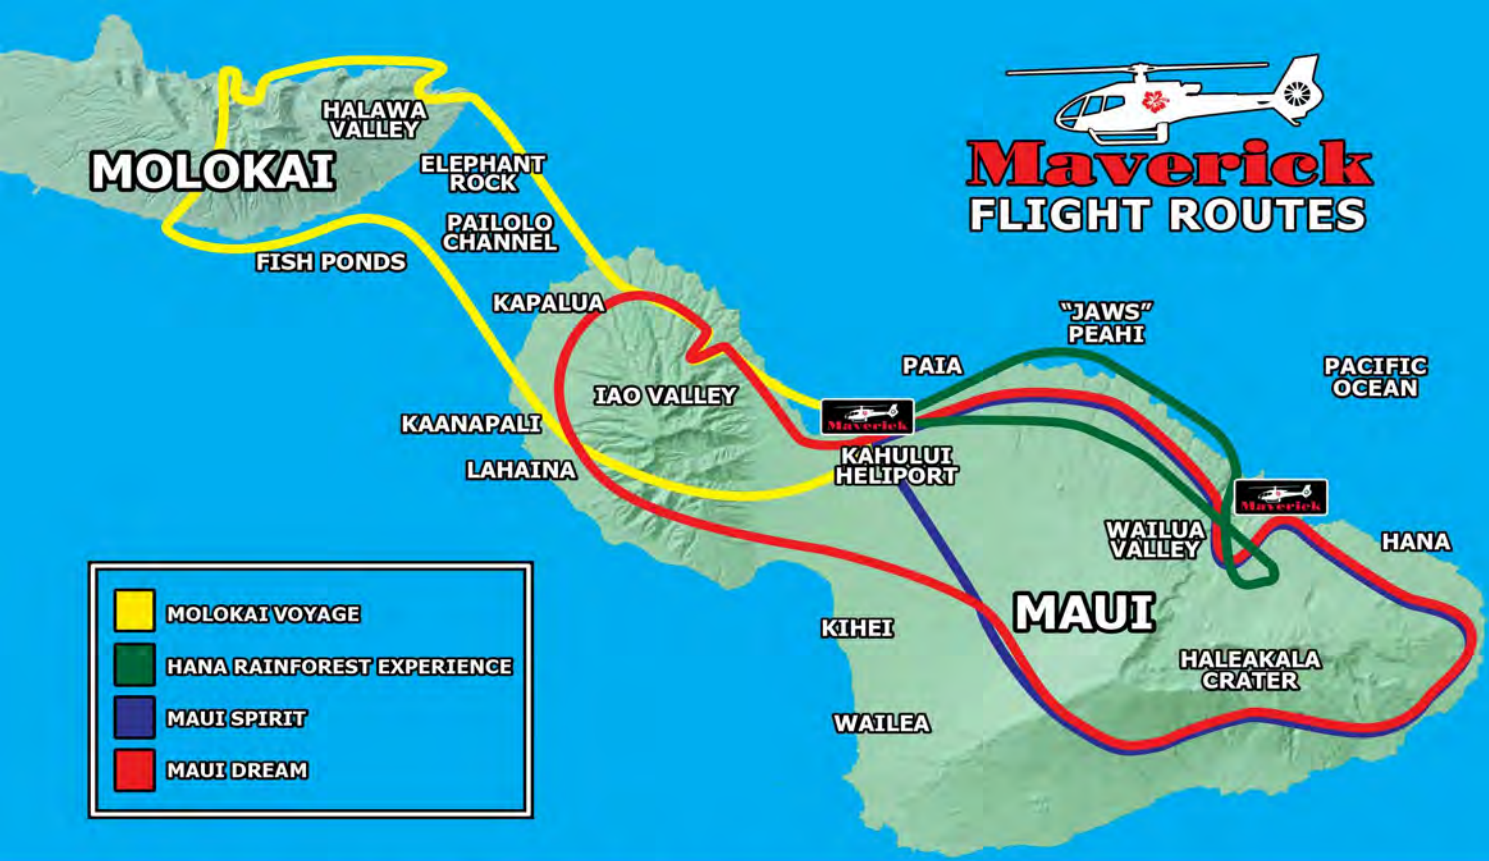 Maverick
FLIGHT ROUTES
HALAWA
VALLEY
MOLOKAI
ELEPHANT
ROCK
PAILOLO
CHANNEL
FISH PONDS
KAPALUA
"JAWS"
PEAHI
PAIA
PACIFIC
OCEAN
IAO VALLEY
KAANAPALI
Maverick
LAHAINA
KAHULUI
HELIPORT
Maverick
WAILUA
VALLEY
HANA
MAUI
KIHEI
HALEAKALA
CRATER
WAILEA
MOLOKAI VOYAGE
HANA RAINFOREST EXPERIENCE
MAUI SPIRIT
MAUI DREAM